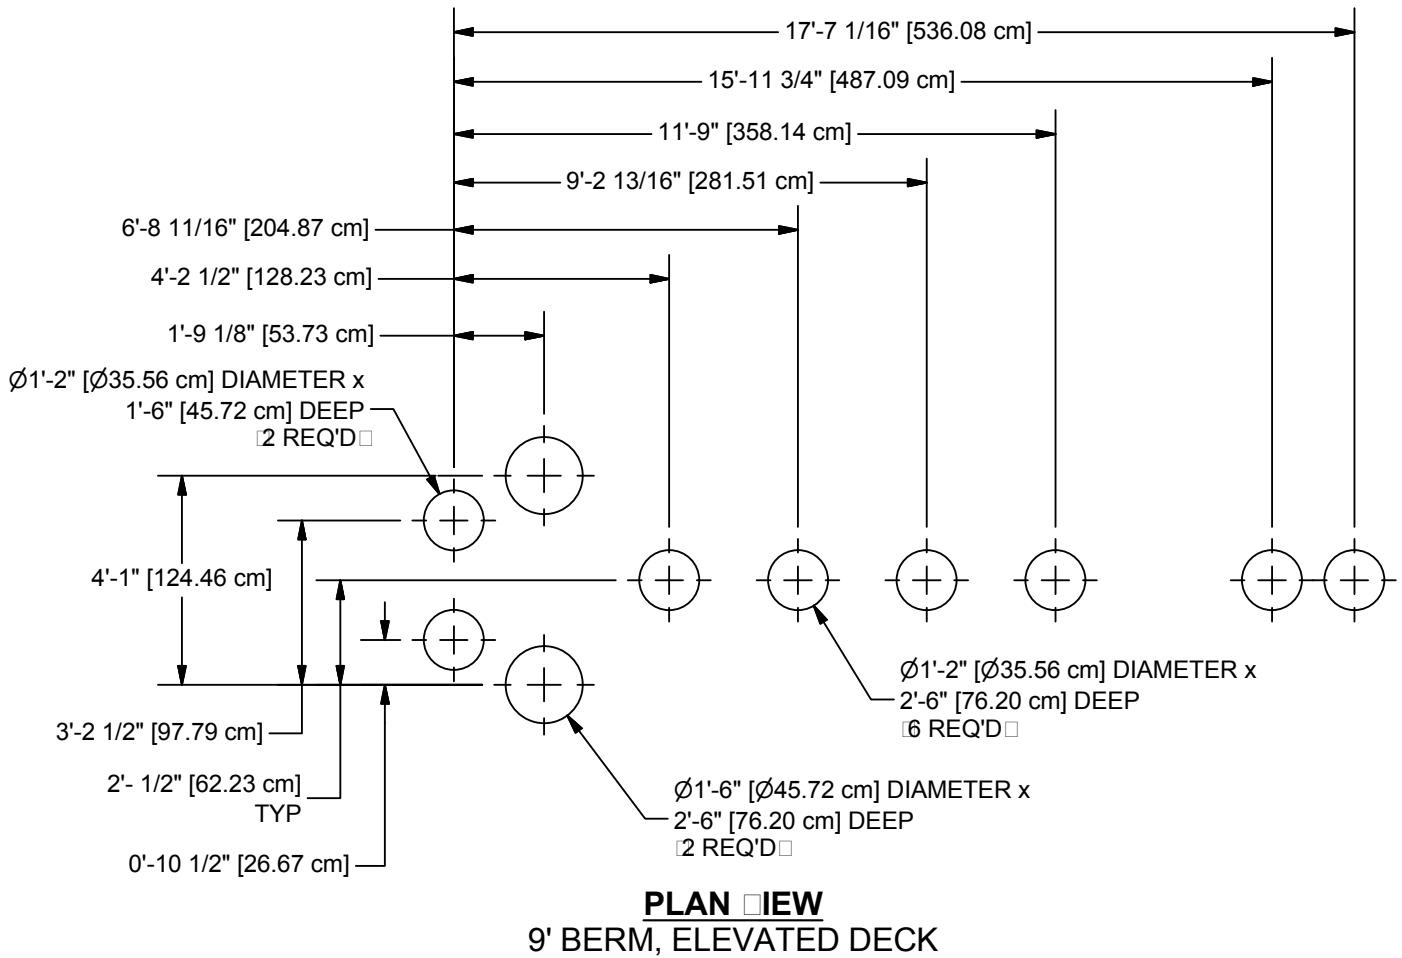 17'-7 1/16" [536.08 cm]
15'-11 3/4" [487.09 cm]
11'-9" [358.14 cm]
9'-2 13/16" [281.51 cm]
6'-8 11/16" [204.87 cm]
4'-2 1/2" [128.23 cm]
1'-9 1/8" [53.73 cm]
Ø1'-2" [Ø35.56 cm] DIAMETER x
1'-6" [45.72 cm] DEEP
□2 REQ'D□
4'-1" [124.46 cm]
3'-2 1/2" [97.79 cm]
2'- 1/2" [62.23 cm]
TYP
0'-10 1/2" [26.67 cm]
Ø1'-2" [Ø35.56 cm] DIAMETER x
2'-6" [76.20 cm] DEEP
□6 REQ'D□
Ø1'-6" [Ø45.72 cm] DIAMETER x
2'-6" [76.20 cm] DEEP
□2 REQ'D□
PLAN □IEW
9' BERM, ELEVATED DECK